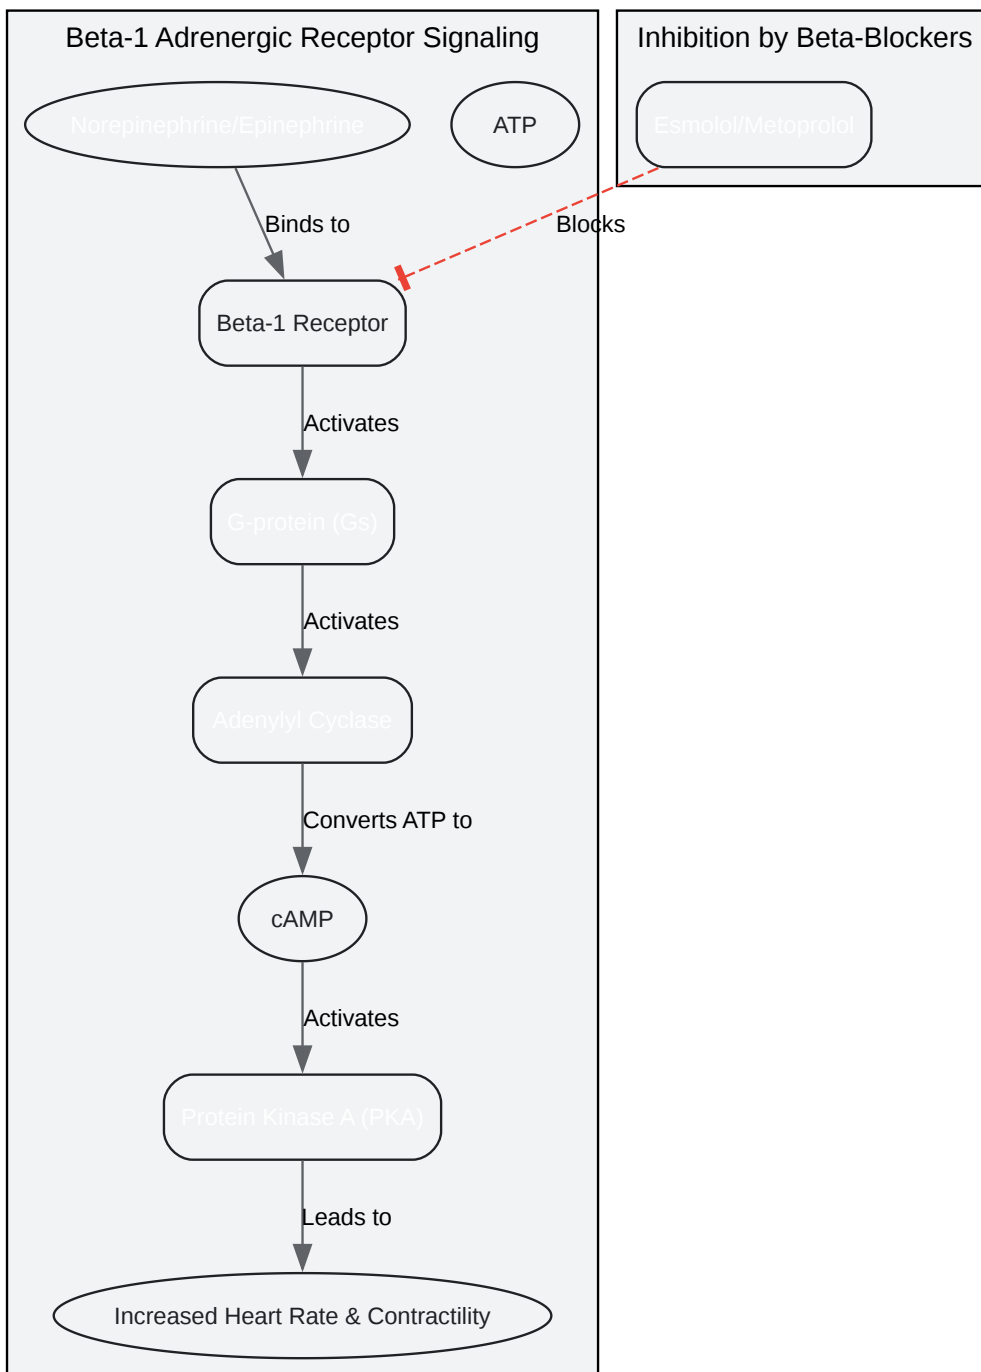 Beta-1 Adrenergic Receptor Signaling
Inhibition by Beta-Blockers
Norepinephrine/Epinephrine
ATP
Esmolol/Metoprolol
Binds to
Blocks
Beta-1 Receptor
Activates
G-protein (Gs)
Activates
Adenylyl Cyclase
Converts ATP to
cAMP
Activates
Protein Kinase A (PKA)
Leads to
Increased Heart Rate & Contractility